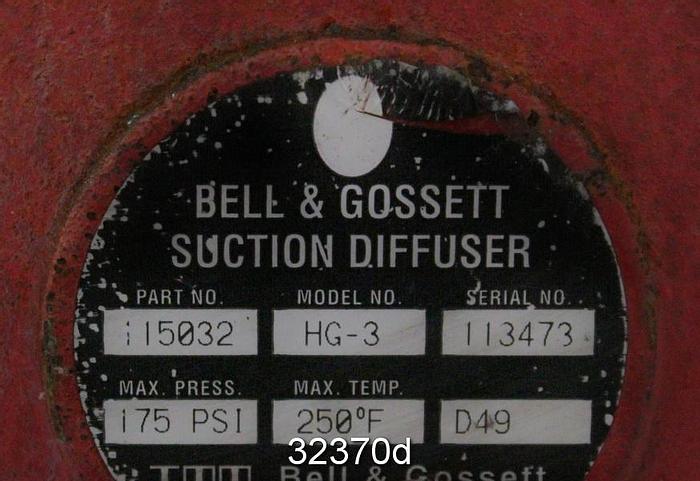 BELL & GOSSETT
SUCTION DIFFUSER
PART NO. MODEL NO. SERIAL NO.
115032 HG-3 113473
MAX. PRESS. MAX. TEMP.
175 PSI 250°F D49
32370d
ITT Bell & Gossett